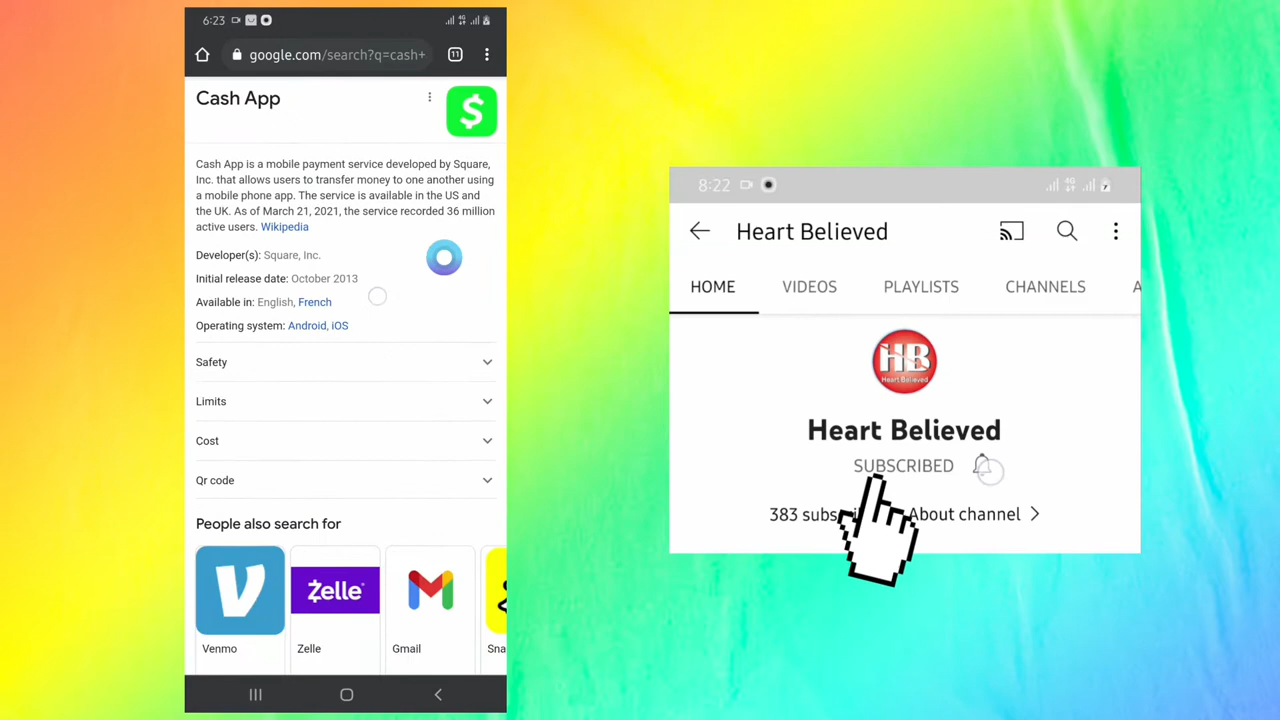 6:23
google.com/search?q=cash+
11
Cash App
$
Cash App is a mobile payment service developed by Square,
Inc. that allows users to transfer money to one another using
a mobile phone app. The service is available in the US and
the UK. As of March 21, 2021, the service recorded 36 million
active users. Wikipedia
Developer(s): Square, Inc.
Initial release date: October 2013
Available in: English, French
Operating system: Android, iOS
Safety
Limits
Cost
Qr code
People also search for
Zelle
Venmo
Zelle
Gmail
Sna
8:22
4G
Heart Believed
HOME
VIDEOS
PLAYLISTS
CHANNELS
A
HB
Heart Believed
Heart Believed
SUBSCRIBED
383 About channel